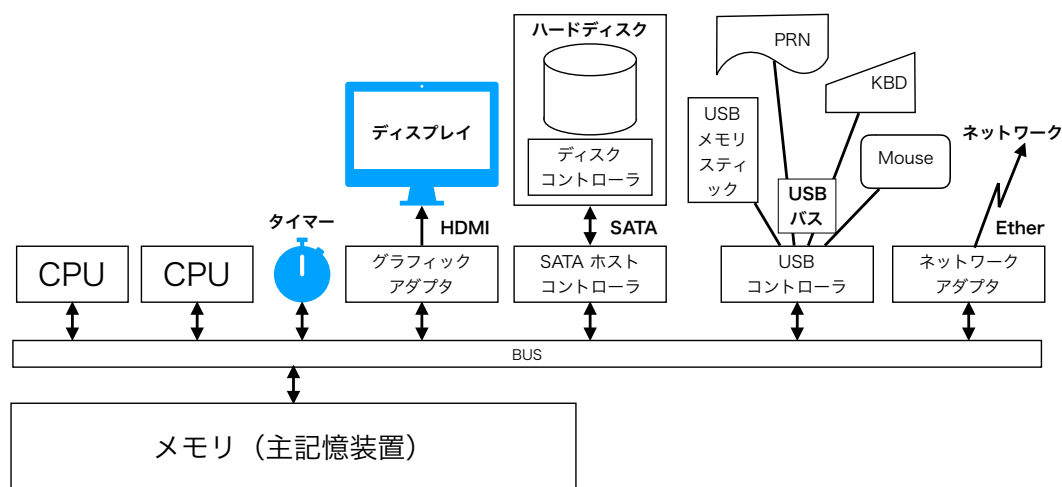 ハードディスク
PRN
KBD
ディスプレイ
USB
メモリ
スティ
ック
ネットワーク
ディスク
コントローラ
Mouse
USB
バス
タイマー
HDMI
SATA
Ether
CPU
CPU
グラフィック
アダプタ
SATA ホスト
コントローラ
USB
コントローラ
ネットワーク
アダプタ
BUS
メモリ（主記憶装置）